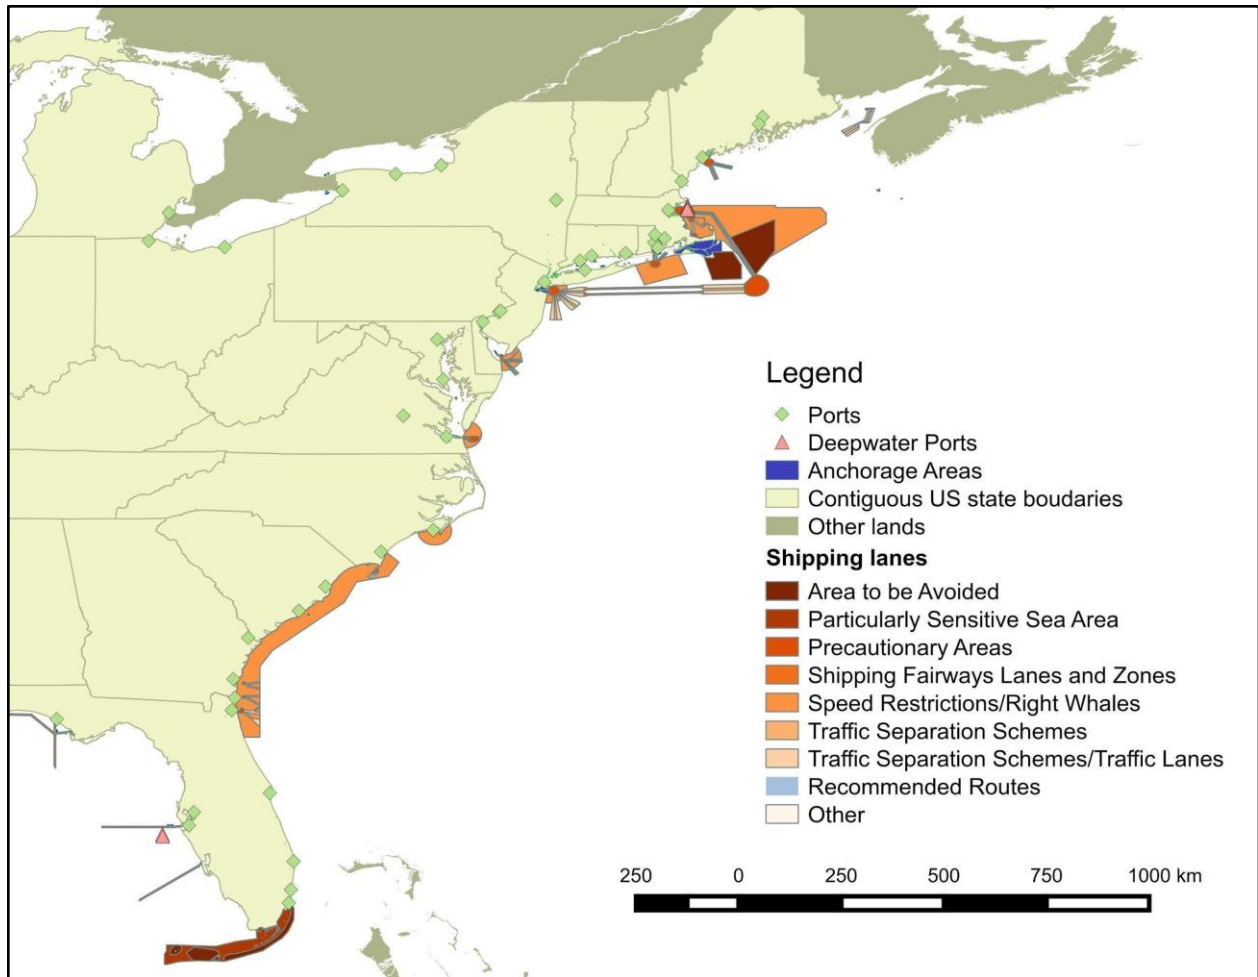 Legend
Ports
Deepwater Ports
Anchorage Areas
Contiguous US state boudaries
Other lands
Shipping lanes
Area to be Avoided
Particularly Sensitive Sea Area
Precautionary Areas
Shipping Fairways Lanes and Zones
Speed Restrictions/Right Whales
Traffic Separation Schemes
Traffic Separation Schemes/Traffic Lanes
Recommended Routes
Other
250 0 250 500 750 1000 km